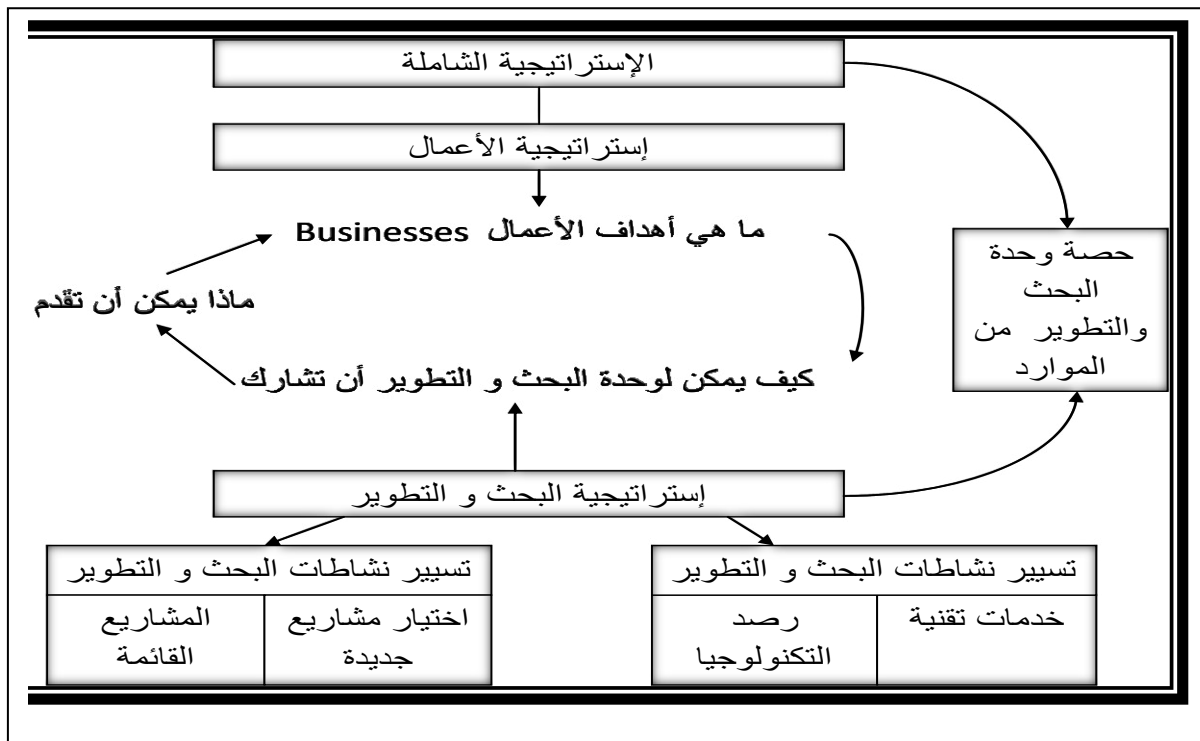 الإستراتيجية الشاملة
إستراتيجية الأعمال
ما هي أهداف الأعمال Businesses
حصة وحدة
البحث
والتطوير من
الموارد
ماذا يمكن أن تقّدم
كيف يمكن لوحدة البحث و التطوير أن تشارك
إستراتيجية البحث و التطوير
تسيير نشاطات البحث و التطوير
خدمات تقنية
رصد
التكنولوجيا
تسيير نشاطات البحث و التطوير
اختيار مشاريع
جديدة
المشاريع
القائمة